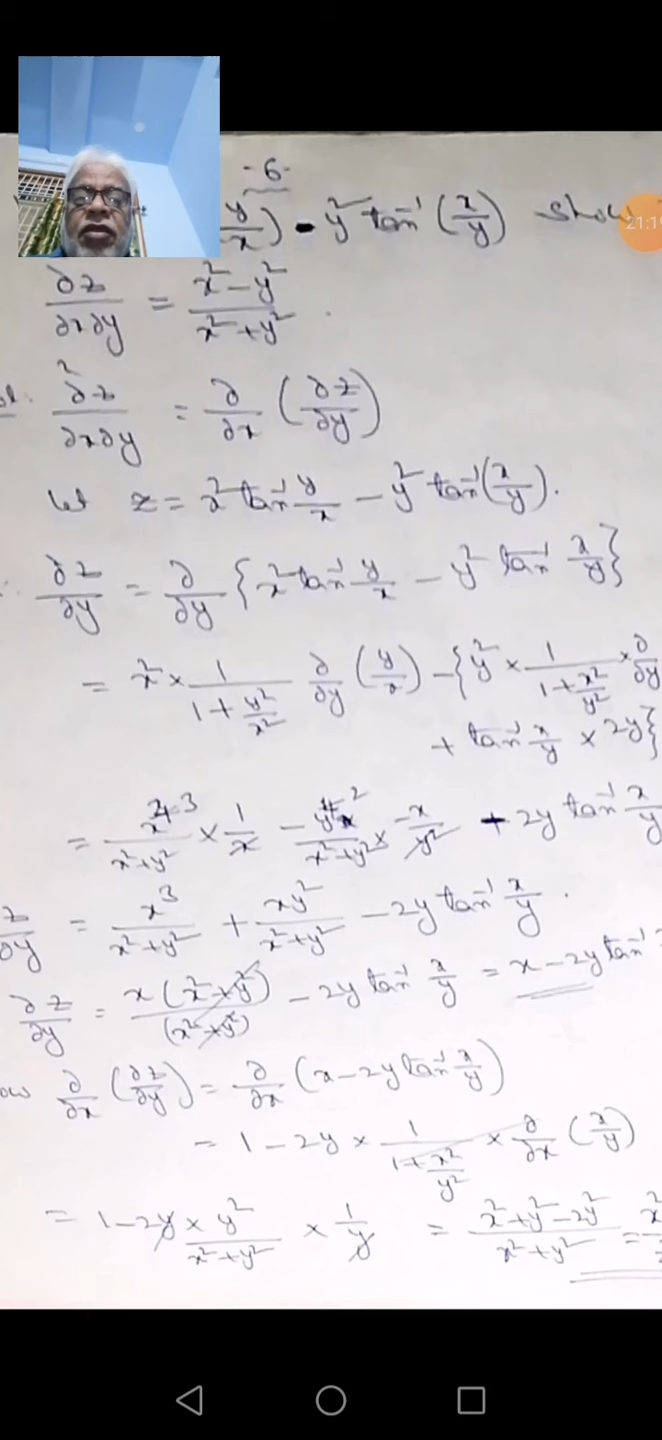 -6-
y/x) - y² tan⁻¹ (x/y) show
∂z/∂x∂y = x² - y²/x² + y² .
∂²z/∂x∂y = ∂/∂x (∂z/∂y)
let z = x² tan⁻¹ y/x - y² tan⁻¹ (x/y).
∴ ∂z/∂y = ∂/∂y {x² tan⁻¹ y/x - y² tan⁻¹ x/y}
= x² × 1/1 + y²/x² ∂/∂y (y/x) - {y² × 1/1 + x²/y² × ∂/∂y
+ tan⁻¹ x/y × 2y}
= x⁴³/x² + y² × 1/x - y⁴²/x² + y² × -x/y² - 2y tan⁻¹ x/y
z/∂y = x³/x² + y² + xy²/x² + y² - 2y tan⁻¹ x/y .
∂z/∂y = x (x² + y²)/(x² + y²) - 2y tan⁻¹ x/y = x - 2y tan⁻¹
ow ∂/∂x (∂z/∂y) = ∂/∂x (x - 2y tan⁻¹ x/y)
= 1 - 2y × 1/1 + x²/y² × ∂/∂x (x/y)
= 1 - 2y × y²/x² + y² × 1/y = x² + y² - 2y²/x² + y² = x²